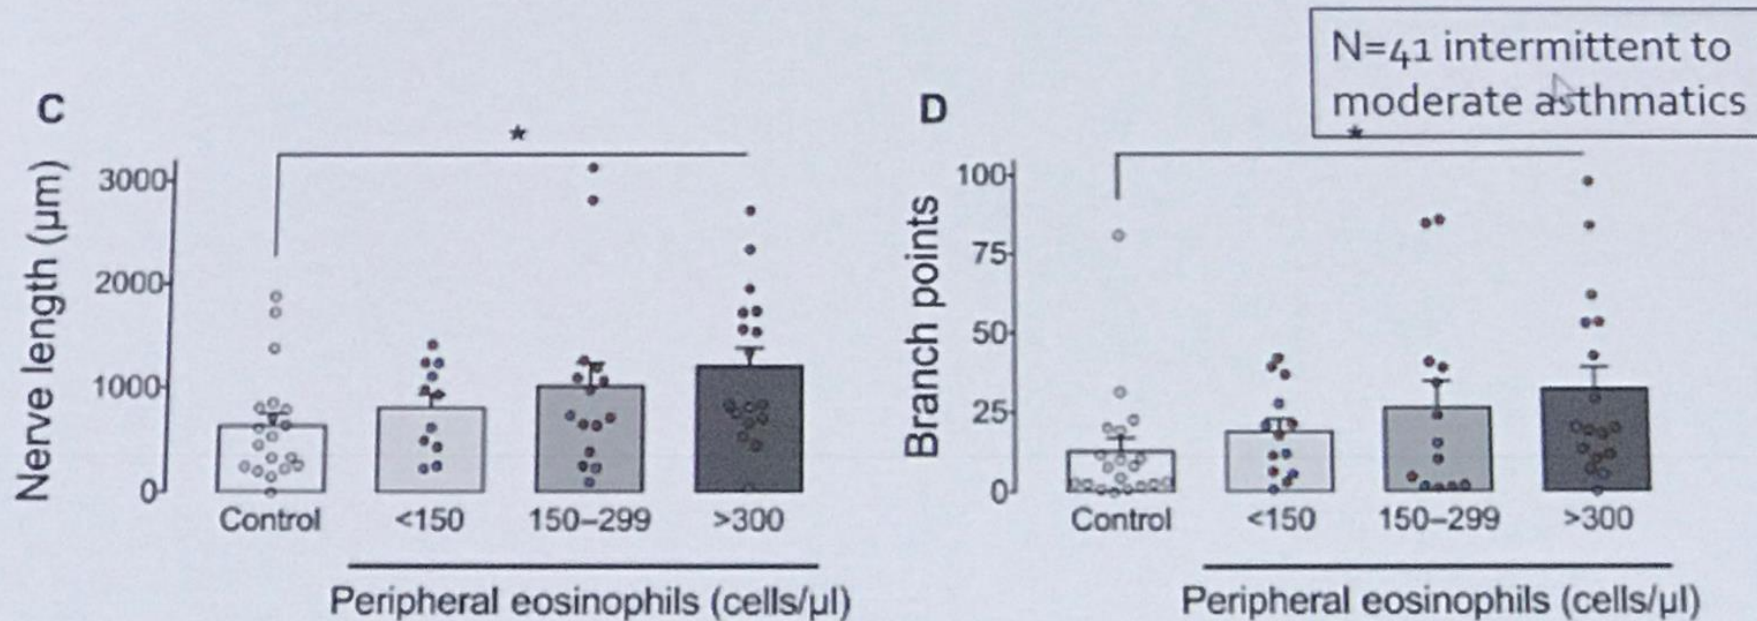 N=41 intermittent to
moderate asthmatics
C
*
Nerve length (μm)
3000
2000
1000
0
Control
<150
150–299
>300
Peripheral eosinophils (cells/μl)
D
*
Branch points
100
75
50
25
0
Control
<150
150–299
>300
Peripheral eosinophils (cells/μl)